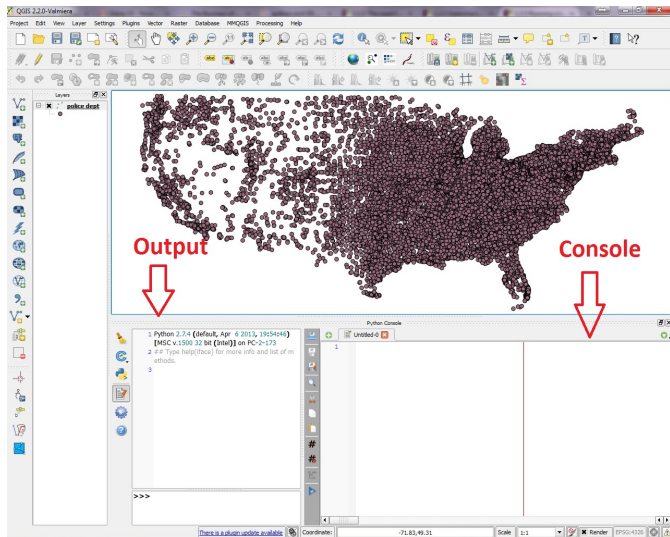 QGIS 2.2.0-Valmiera
Project Edit View Layer Settings Plugins Vector Raster Database MMQGIS Processing Help
Layers
police dept
Output
Console
Python Console
1 Python 2.7.4 (default, Apr 6 2013, 19:54:46)
[MSC v.1500 32 bit (Intel)] on PC-2-173
2 ## Type help(iface) for more info and list of m
ethods.
3
Untitled-0
1
>>>
There is a plugin update available
Coordinate:
-71.83,49.31
Scale
1:1
Render
EPSG:4326